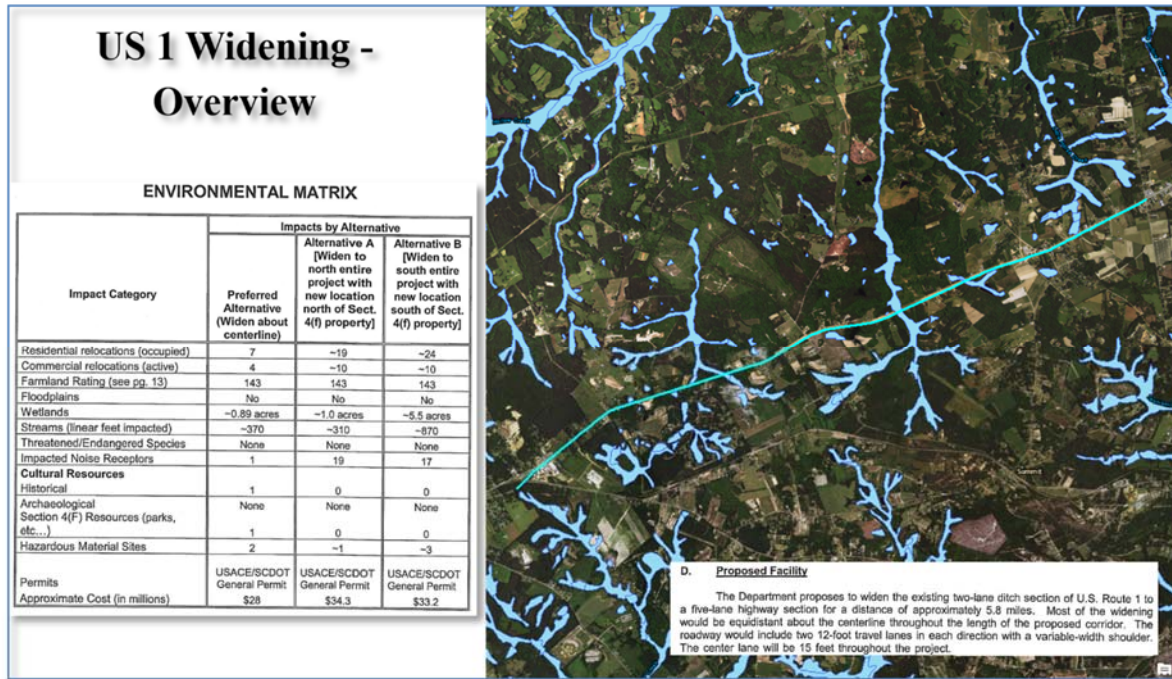 US 1 Widening -
Overview
ENVIRONMENTAL MATRIX
Impact Category
Impacts by Alternative
Preferred
Alternative
(Widen about
centerline)
Alternative A
[Widen to
north entire
project with
new location
north of Sect.
4(f) property]
Alternative B
[Widen to
south entire
project with
new location
south of Sect.
4(f) property]
Residential relocations (occupied) 7 ~19 ~24
Commercial relocations (active) 4 ~10 ~10
Farmland Rating (see pg. 13) 143 143 143
Floodplains No No No
Wetlands ~0.89 acres ~1.0 acres ~5.5 acres
Streams (linear feet impacted) ~370 ~310 ~870
Threatened/Endangered Species None None None
Impacted Noise Receptors 1 19 17
Cultural Resources
Historical 1 0 0
Archaeological None None None
Section 4(F) Resources (parks,
etc...) 1 0 0
Hazardous Material Sites 2 ~1 ~3
Permits USACE/SCDOT General Permit USACE/SCDOT General Permit USACE/SCDOT General Permit
Approximate Cost (in millions) $28 $34.3 $33.2
Summit
D. Proposed Facility
The Department proposes to widen the existing two-lane ditch section of U.S. Route 1 to
a five-lane highway section for a distance of approximately 5.8 miles. Most of the widening
would be equidistant about the centerline throughout the length of the proposed corridor. The
roadway would include two 12-foot travel lanes in each direction with a variable-width shoulder.
The center lane will be 15 feet throughout the project.